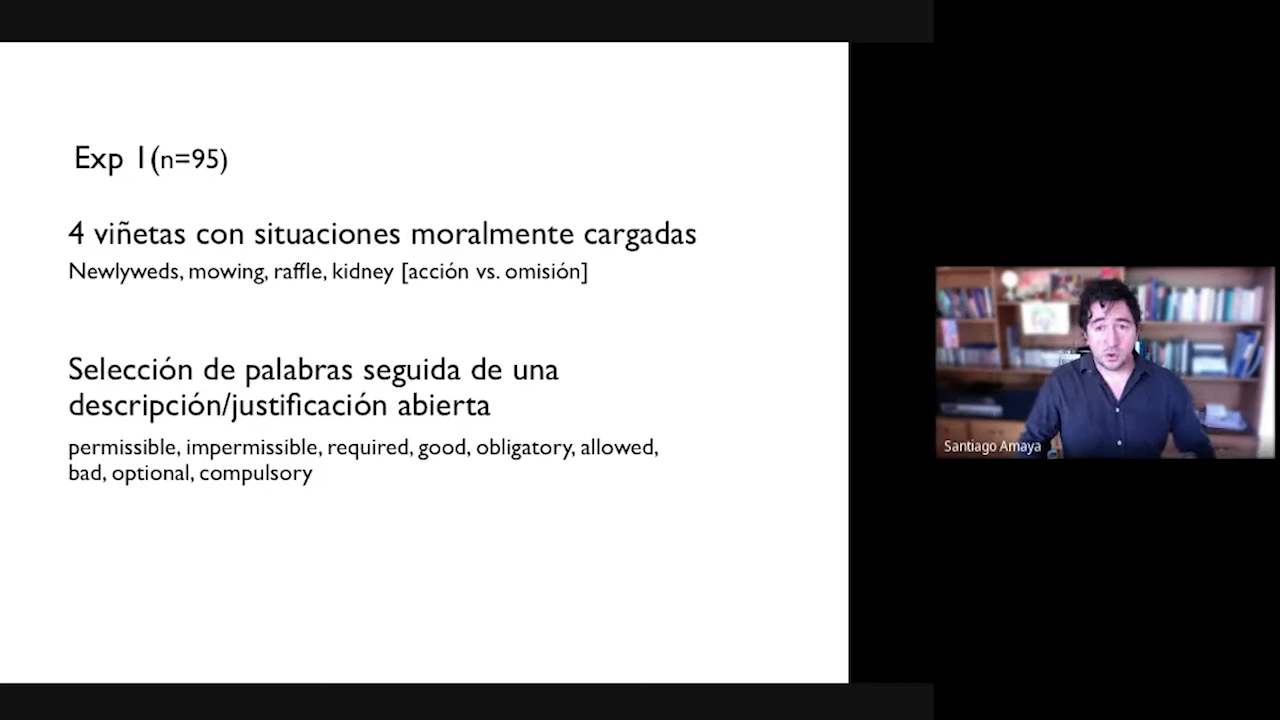 Exp 1(n=95)
4 viñetas con situaciones moralmente cargadas
Newlyweds, mowing, raffle, kidney [acción vs. omisión]
Selección de palabras seguida de una
descripción/justificación abierta
permissible, impermissible, required, good, obligatory, allowed,
bad, optional, compulsory
Santiago Amaya